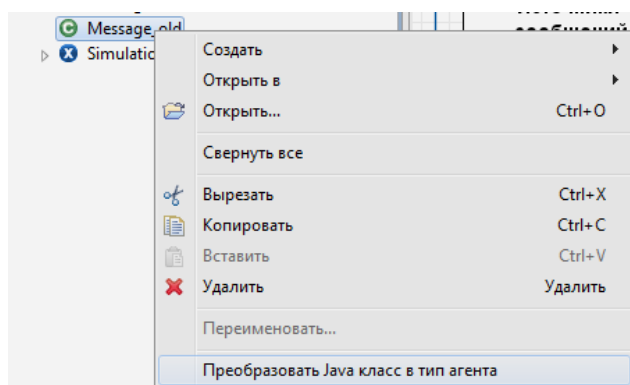 Message_old
Simulatio
сообщений
Создать
Открыть в
Открыть... Ctrl+O
Свернуть все
Вырезать Ctrl+X
Копировать Ctrl+C
Вставить Ctrl+V
Удалить Удалить
Переименовать...
Преобразовать Java класс в тип агента